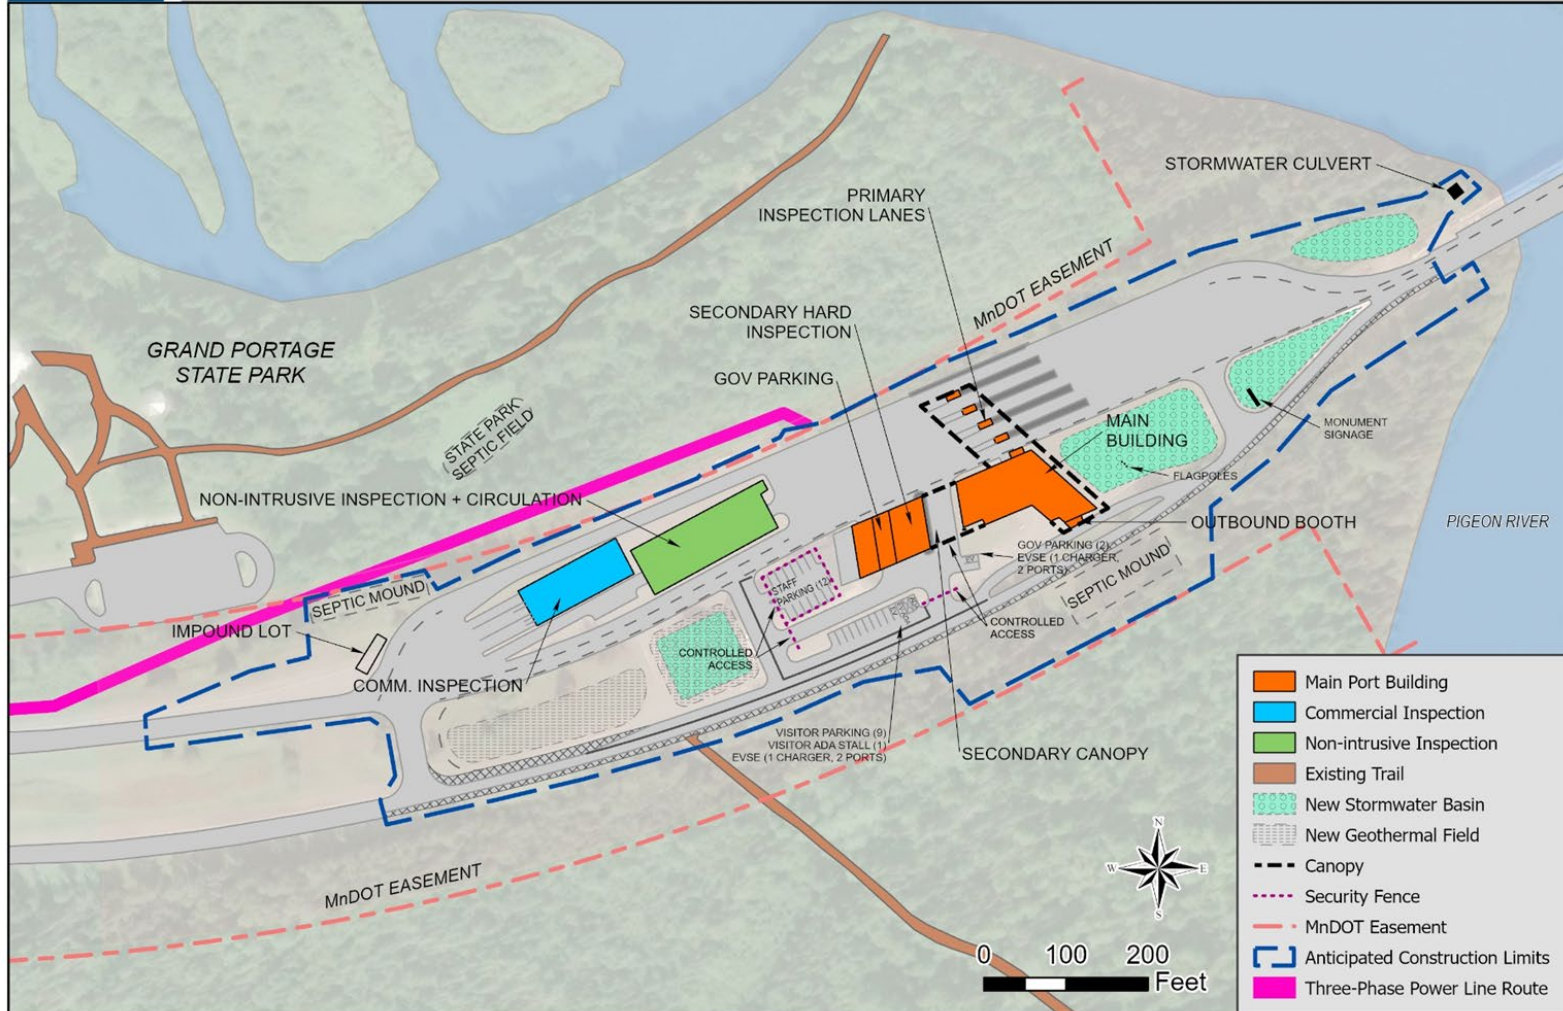 STORMWATER CULVERT
PRIMARY
INSPECTION LANES
MnDOT EASEMENT
SECONDARY HARD
INSPECTION
GOV PARKING
GRAND PORTAGE
STATE PARK
STATE PARK
SEPTIC FIELD
MAIN
BUILDING
MONUMENT
SIGNAGE
FLAGPOLES
NON-INTRUSIVE INSPECTION + CIRCULATION
OUTBOUND BOOTH
PIGEON RIVER
GOV PARKING (2)
EVSE (1 CHARGER,
2 PORTS)
SEPTIC MOUND
SEPTIC MOUND
STAFF
PARKING (12)
IMPOUND LOT
CONTROLLED
ACCESS
CONTROLLED
ACCESS
COMM. INSPECTION
VISITOR PARKING (9)
VISITOR ADA STALL (1)
EVSE (1 CHARGER, 2 PORTS)
SECONDARY CANOPY
MnDOT EASEMENT
N
W
E
S
0 100 200
Feet
Main Port Building
Commercial Inspection
Non-intrusive Inspection
Existing Trail
New Stormwater Basin
New Geothermal Field
Canopy
Security Fence
MnDOT Easement
Anticipated Construction Limits
Three-Phase Power Line Route